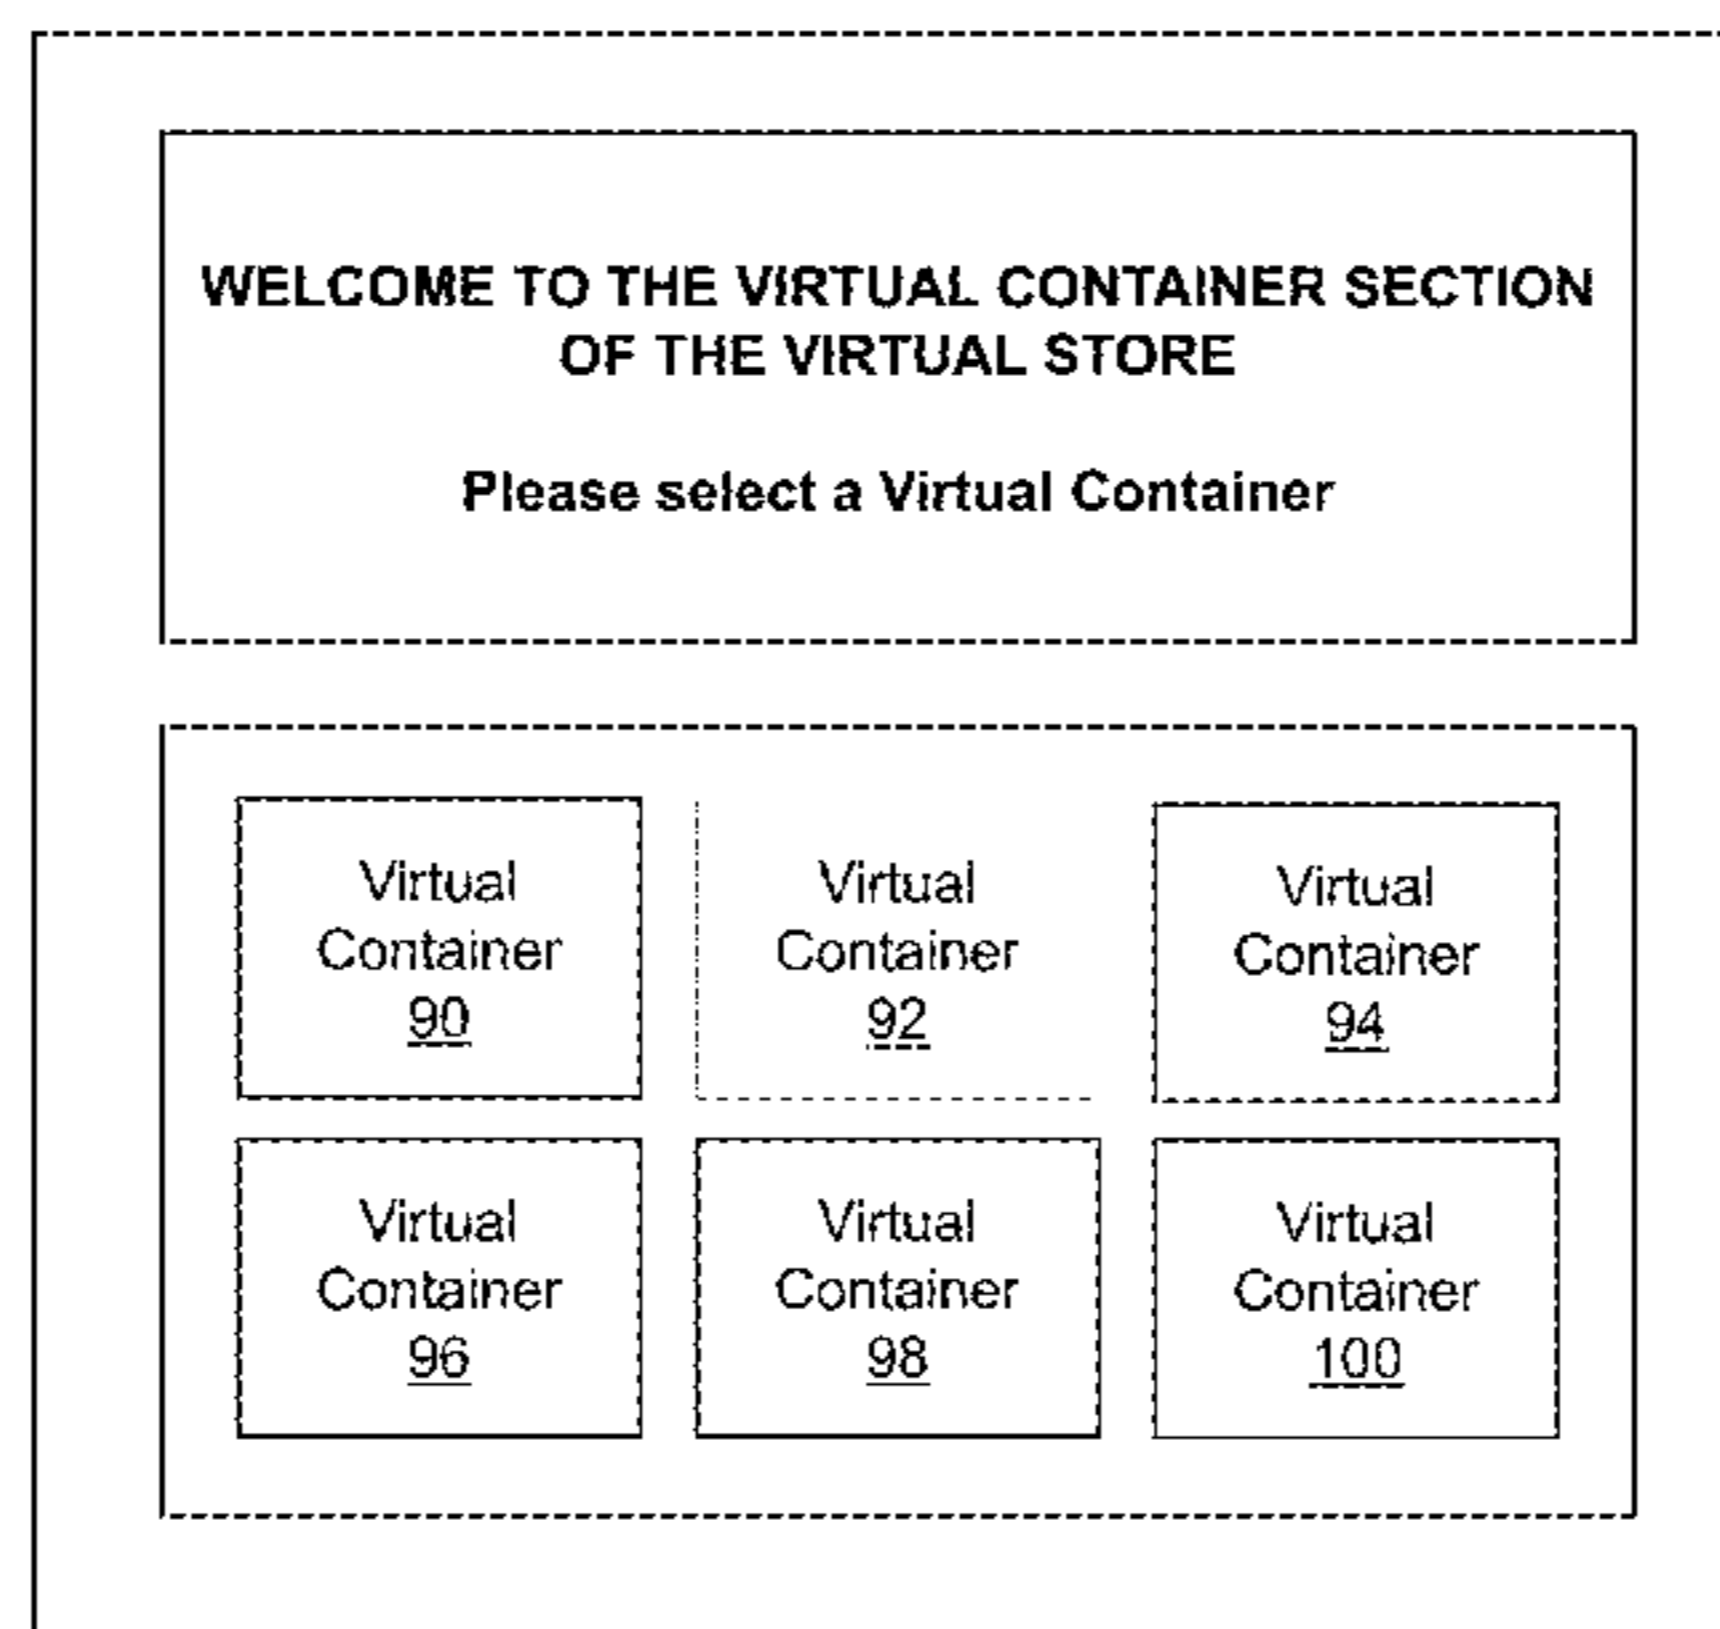 WELCOME TO THE VIRTUAL CONTAINER SECTION
OF THE VIRTUAL STORE
Please select a Virtual Container
Virtual
Container
90
Virtual
Container
92
Virtual
Container
94
Virtual
Container
96
Virtual
Container
98
Virtual
Container
100